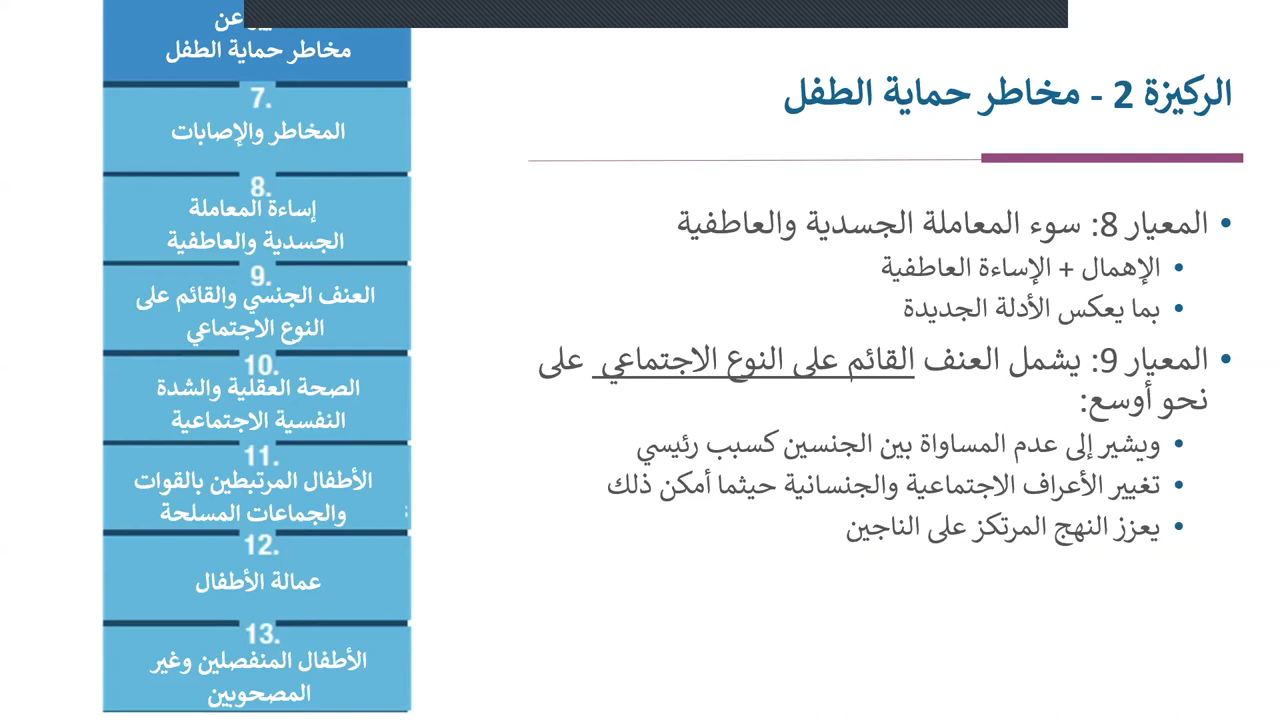 الركيزة 2 - مخاطر حماية الطفل
• المعيار 8: سوء المعاملة الجسدية والعاطفية
• الإهمال + الإساءة العاطفية
• بما يعكس الأدلة الجديدة
• المعيار 9: يشمل العنف القائم على النوع الاجتماعي على
نحو أوسع:
• ويشير إلى عدم المساواة بين الجنسين كسبب رئيسي
• تغيير الأعراف الاجتماعية والجنسانية حيثما أمكن ذلك
• يعزز النهج المرتكز على الناجين
عن
مخاطر حماية الطفل
7.
المخاطر والإصابات
8.
إساءة المعاملة
الجسدية والعاطفية
9.
العنف الجنسي والقائم على
النوع الاجتماعي
10.
الصحة العقلية والشدة
النفسية الاجتماعية
11.
الأطفال المرتبطين بالقوات
والجماعات المسلحة
12.
عمالة الأطفال
13.
الأطفال المنفصلين وغير
المصحوبين